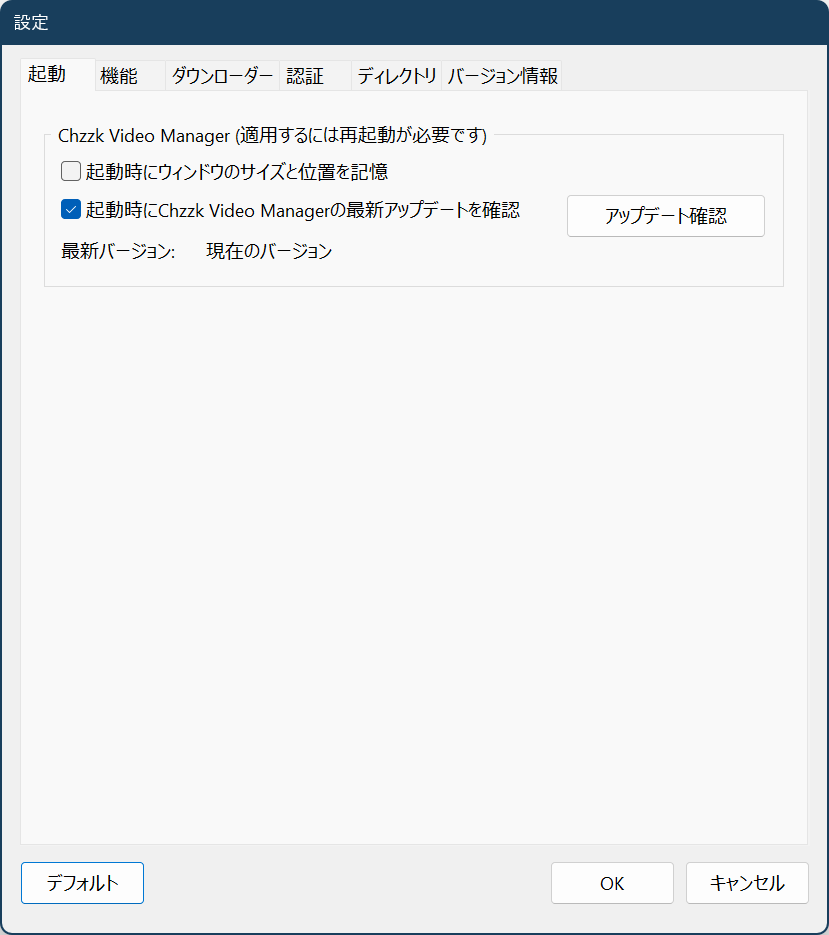 設定
起動 機能 ダウンローダー 認証 ディレクトリ バージョン情報
Chzzk Video Manager (適用するには再起動が必要です)
起動時にウィンドウのサイズと位置を記憶
起動時にChzzk Video Managerの最新アップデートを確認 アップデート確認
最新バージョン: 現在のバージョン
デフォルト OK キャンセル